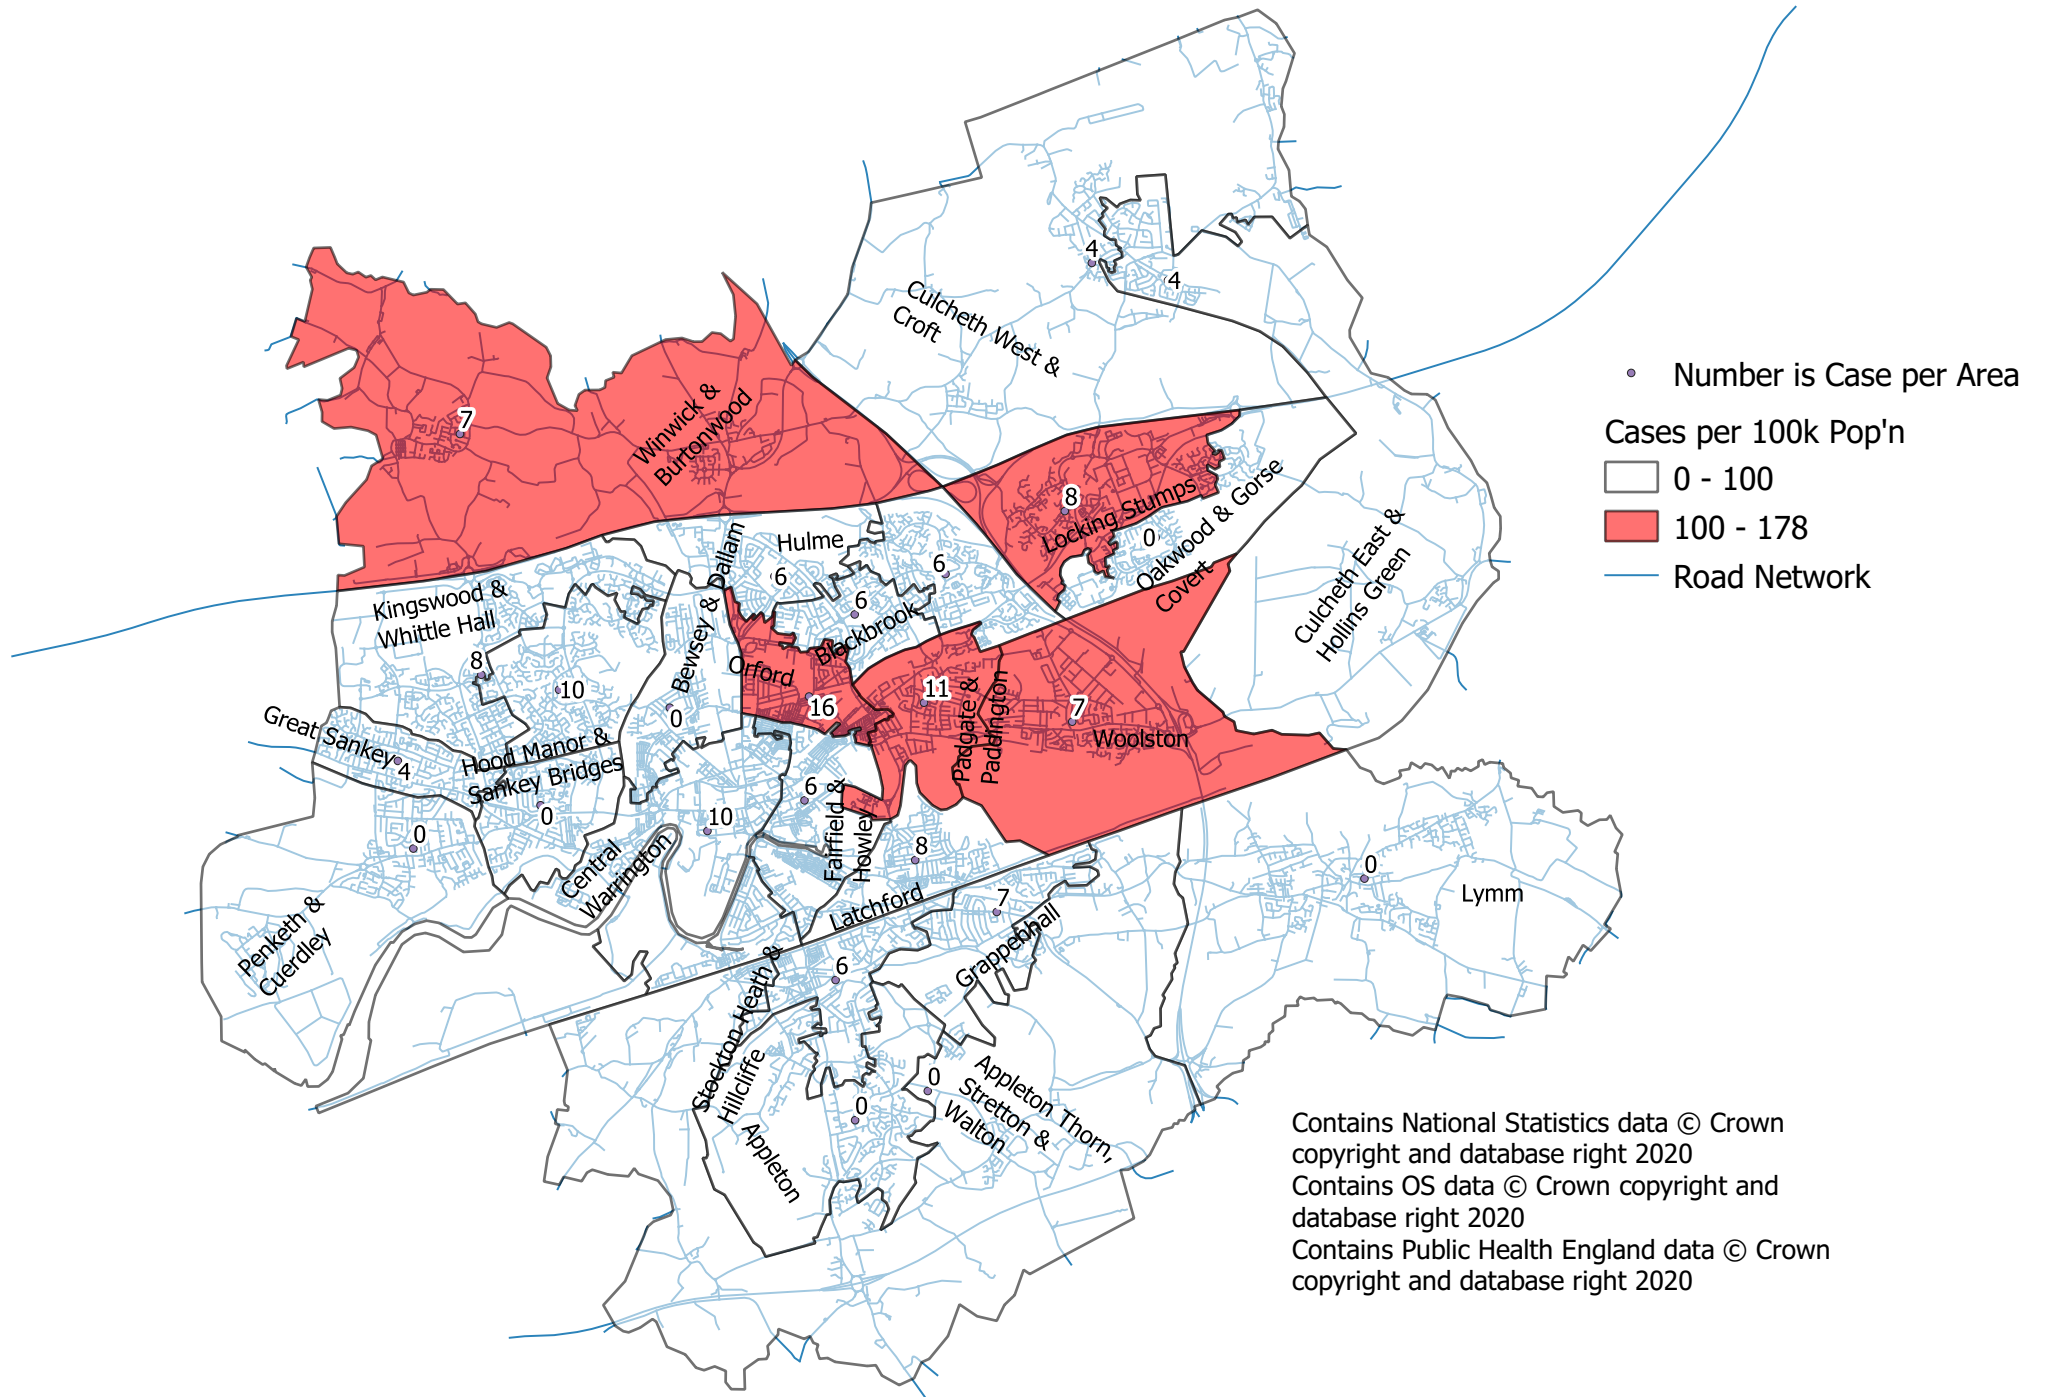 4
4
Culcheth West &
Croft
7
Winwick &
Burtonwood
8
Locking Stumps
0
Oakwood & Gorse
Covert
Culcheth East &
Hollins Green
Hulme
6
6
6
Blackbrook
Bewsey & Dallam
0
Kingswood &
Whittle Hall
8
10
Orford
16
11
Padgate &
Paddington
7
Woolston
Great Sankey
4
Hood Manor &
Sankey Bridges
0
0
10
Central
Warrington
6
Fairfield &
Howley
8
Latchford
7
Grappenhall
0
Lymm
Penketh &
Cuerdley
6
Stockton Heath &
Hillcliffe
0
Appleton
0
Appleton Thorn,
Stretton &
Walton
Number is Case per Area
Cases per 100k Pop'n
0 - 100
100 - 178
Road Network
Contains National Statistics data © Crown
copyright and database right 2020
Contains OS data © Crown copyright and
database right 2020
Contains Public Health England data © Crown
copyright and database right 2020